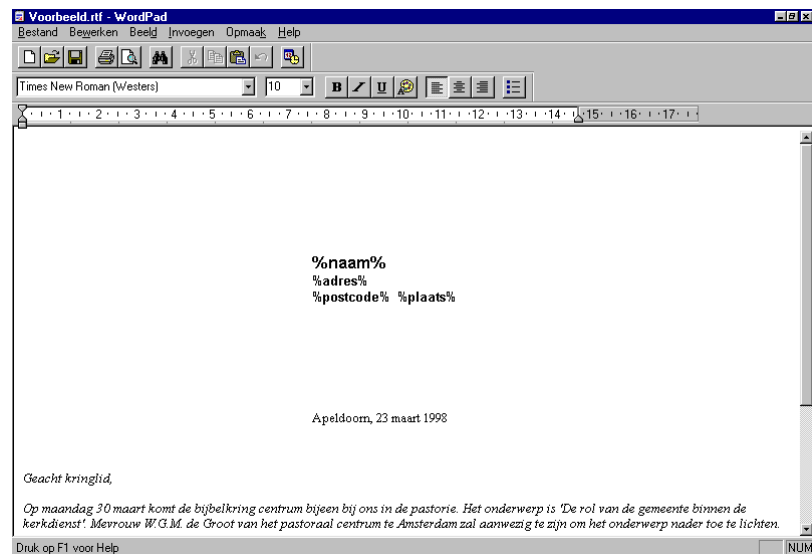 Voorbeeld.rtf - WordPad
Bestand Bewerken Beeld Invoegen Opmaak Help
Times New Roman (Westers) 10 B I U
1 2 3 4 5 6 7 8 9 10 11 12 13 14 15 16 17
%naam%
%adres%
%postcode% %plaats%
Apeldoorn, 23 maart 1998
Geacht kringlid,
Op maandag 30 maart komt de bijbelkring centrum bijeen bij ons in de pastorie. Het onderwerp is 'De rol van de gemeente binnen de
kerkdienst'. Mevrouw W.G.M. de Groot van het pastoraal centrum te Amsterdam zal aanwezig te zijn om het onderwerp nader toe te lichten.
Druk op F1 voor Help NUM